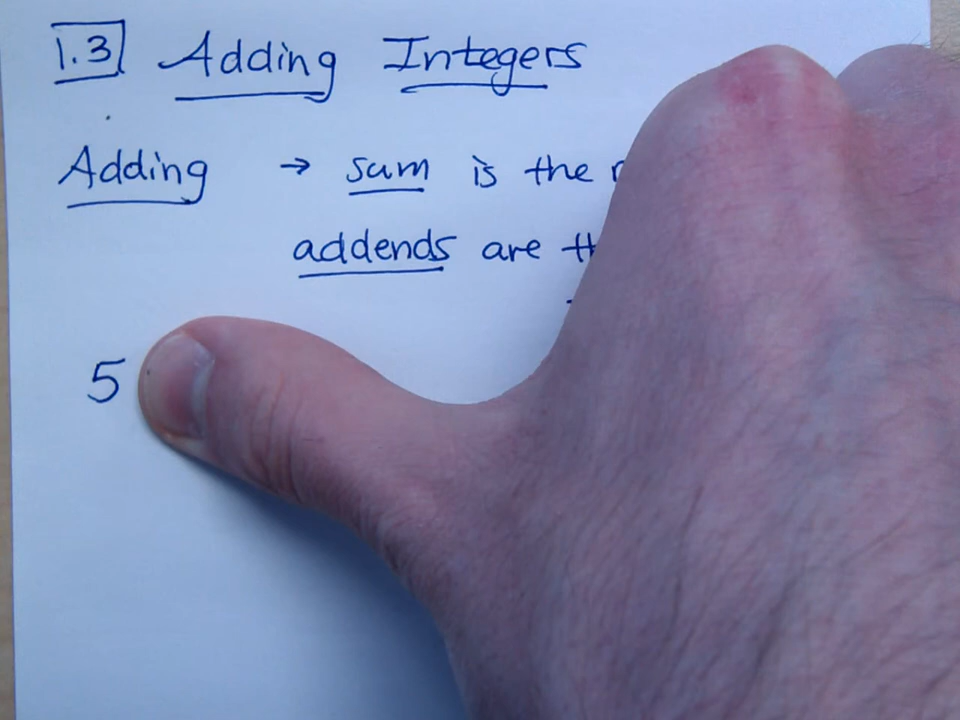 1.3 Adding Integers
Adding → sum is the
addends are
5